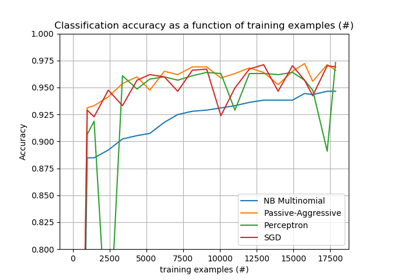 Classification accuracy as a function of training examples (#)
1.000
0.975
0.950
0.925
0.900
0.875
0.850
0.825
0.800
Accuracy
NB Multinomial
Passive-Aggressive
Perceptron
SGD
0 2500 5000 7500 10000 12500 15000 17500
training examples (#)